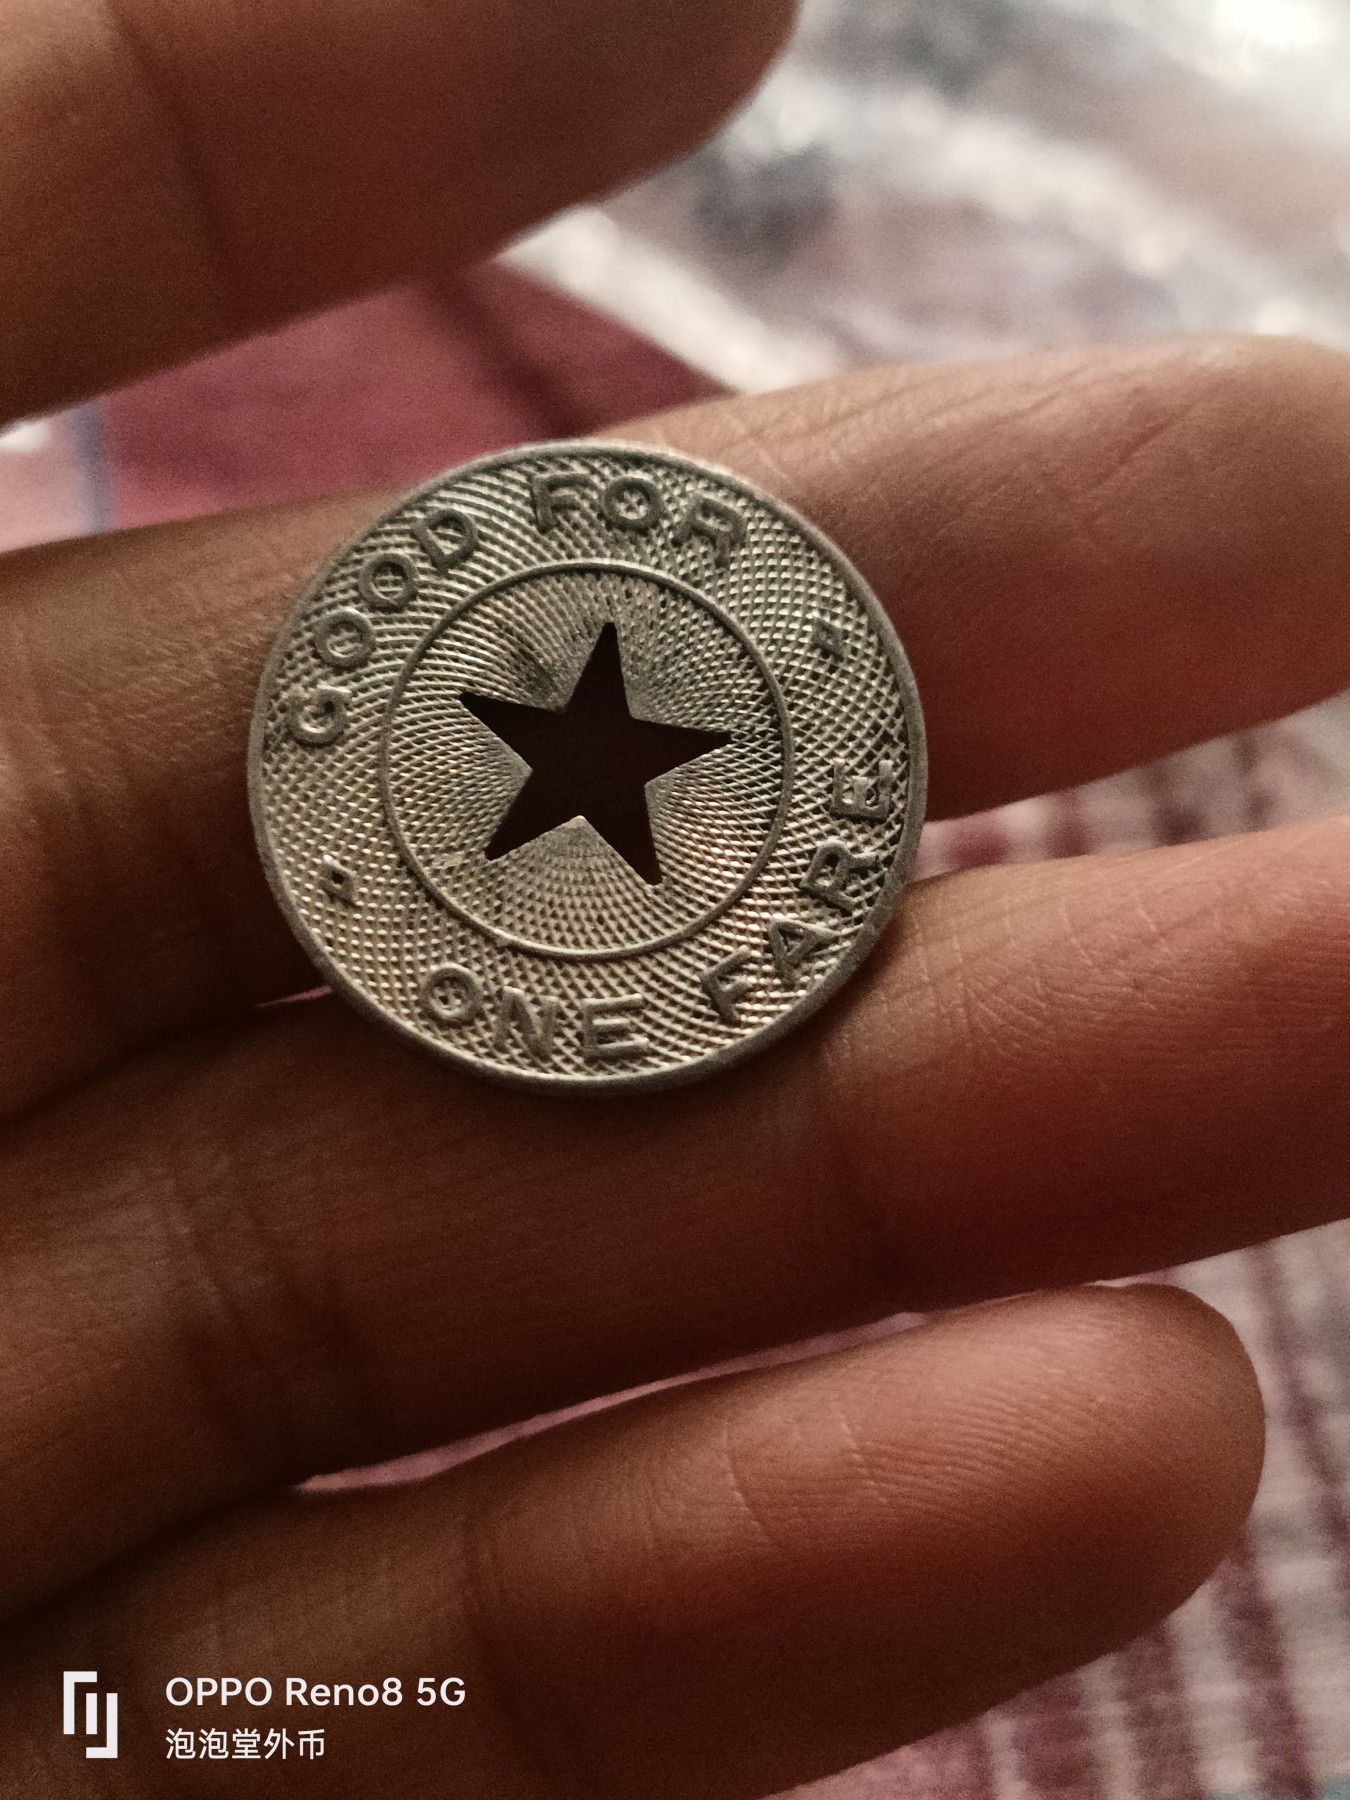 GOOD FOR
ONE FARE
OPPO Reno8 5G
泡泡堂外币